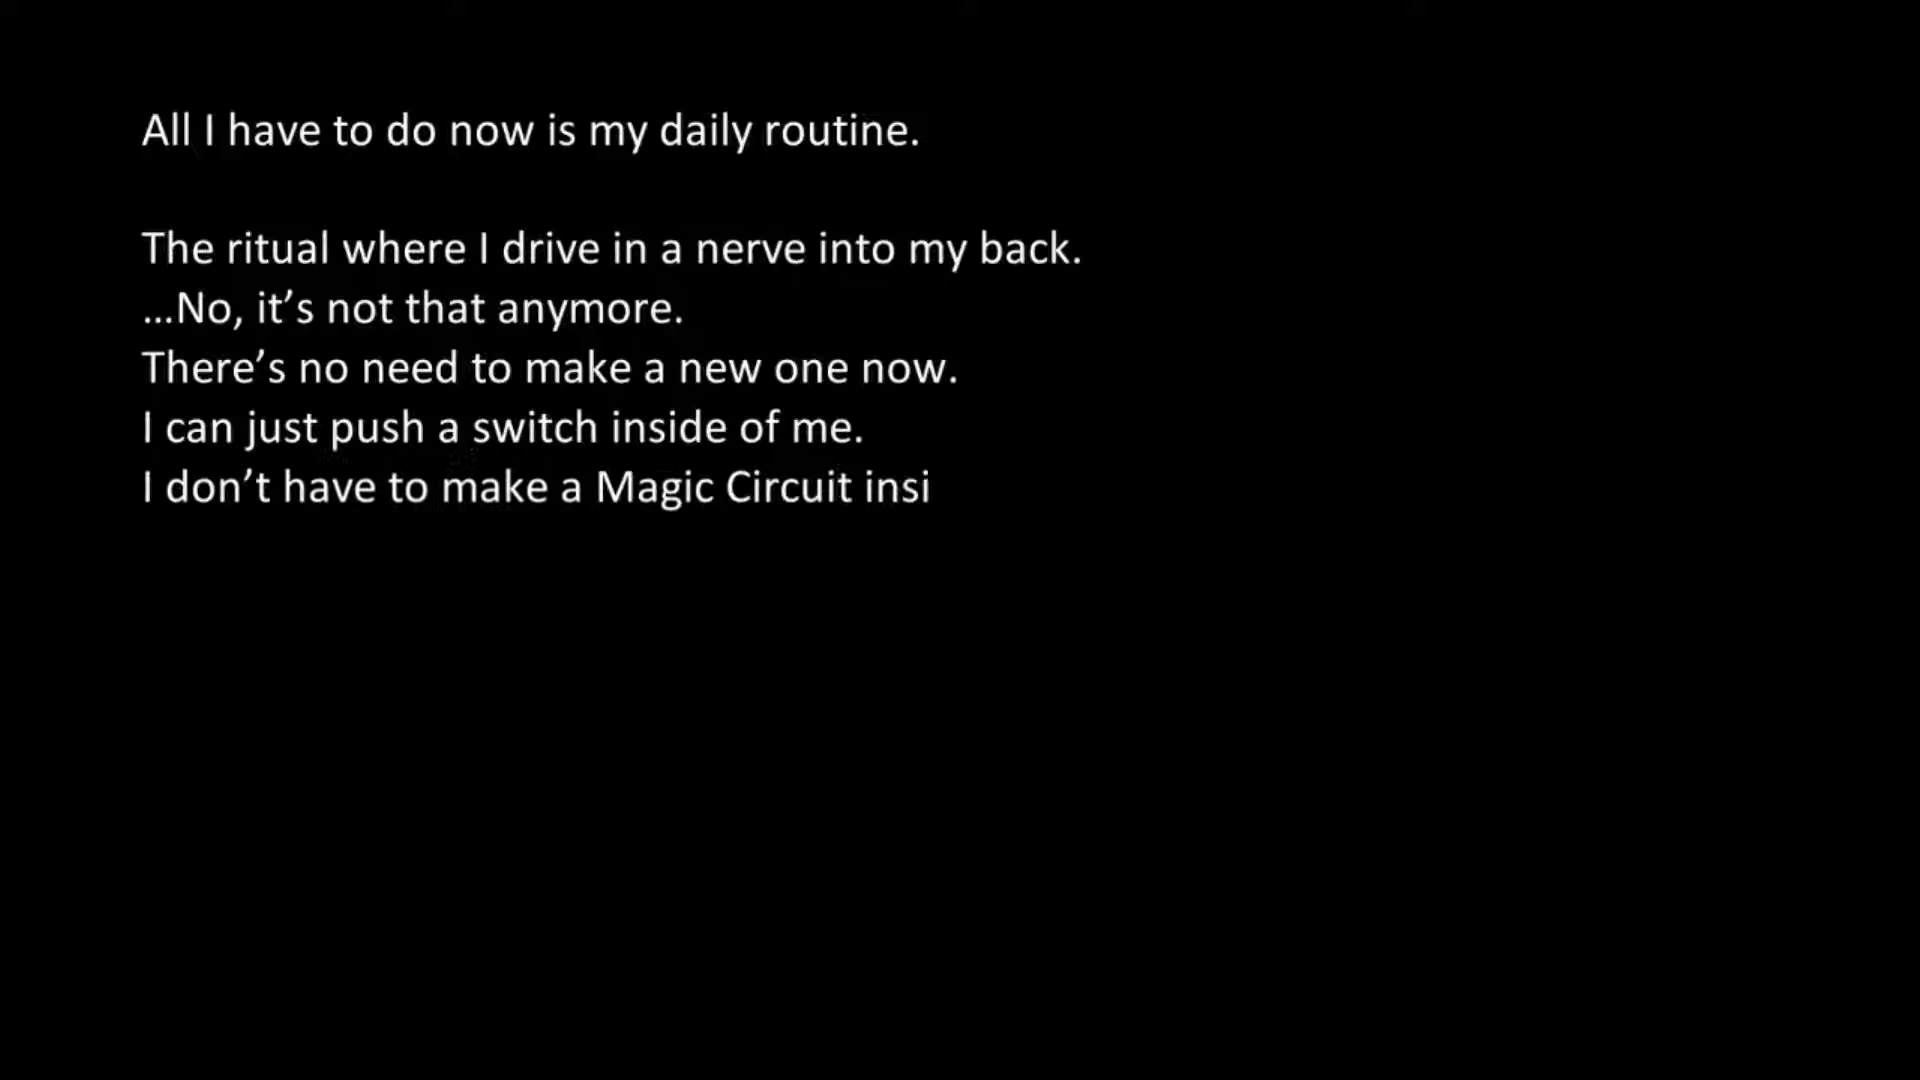 All I have to do now is my daily routine.
The ritual where I drive in a nerve into my back.
…No, it’s not that anymore.
There’s no need to make a new one now.
I can just push a switch inside of me.
I don’t have to make a Magic Circuit insi